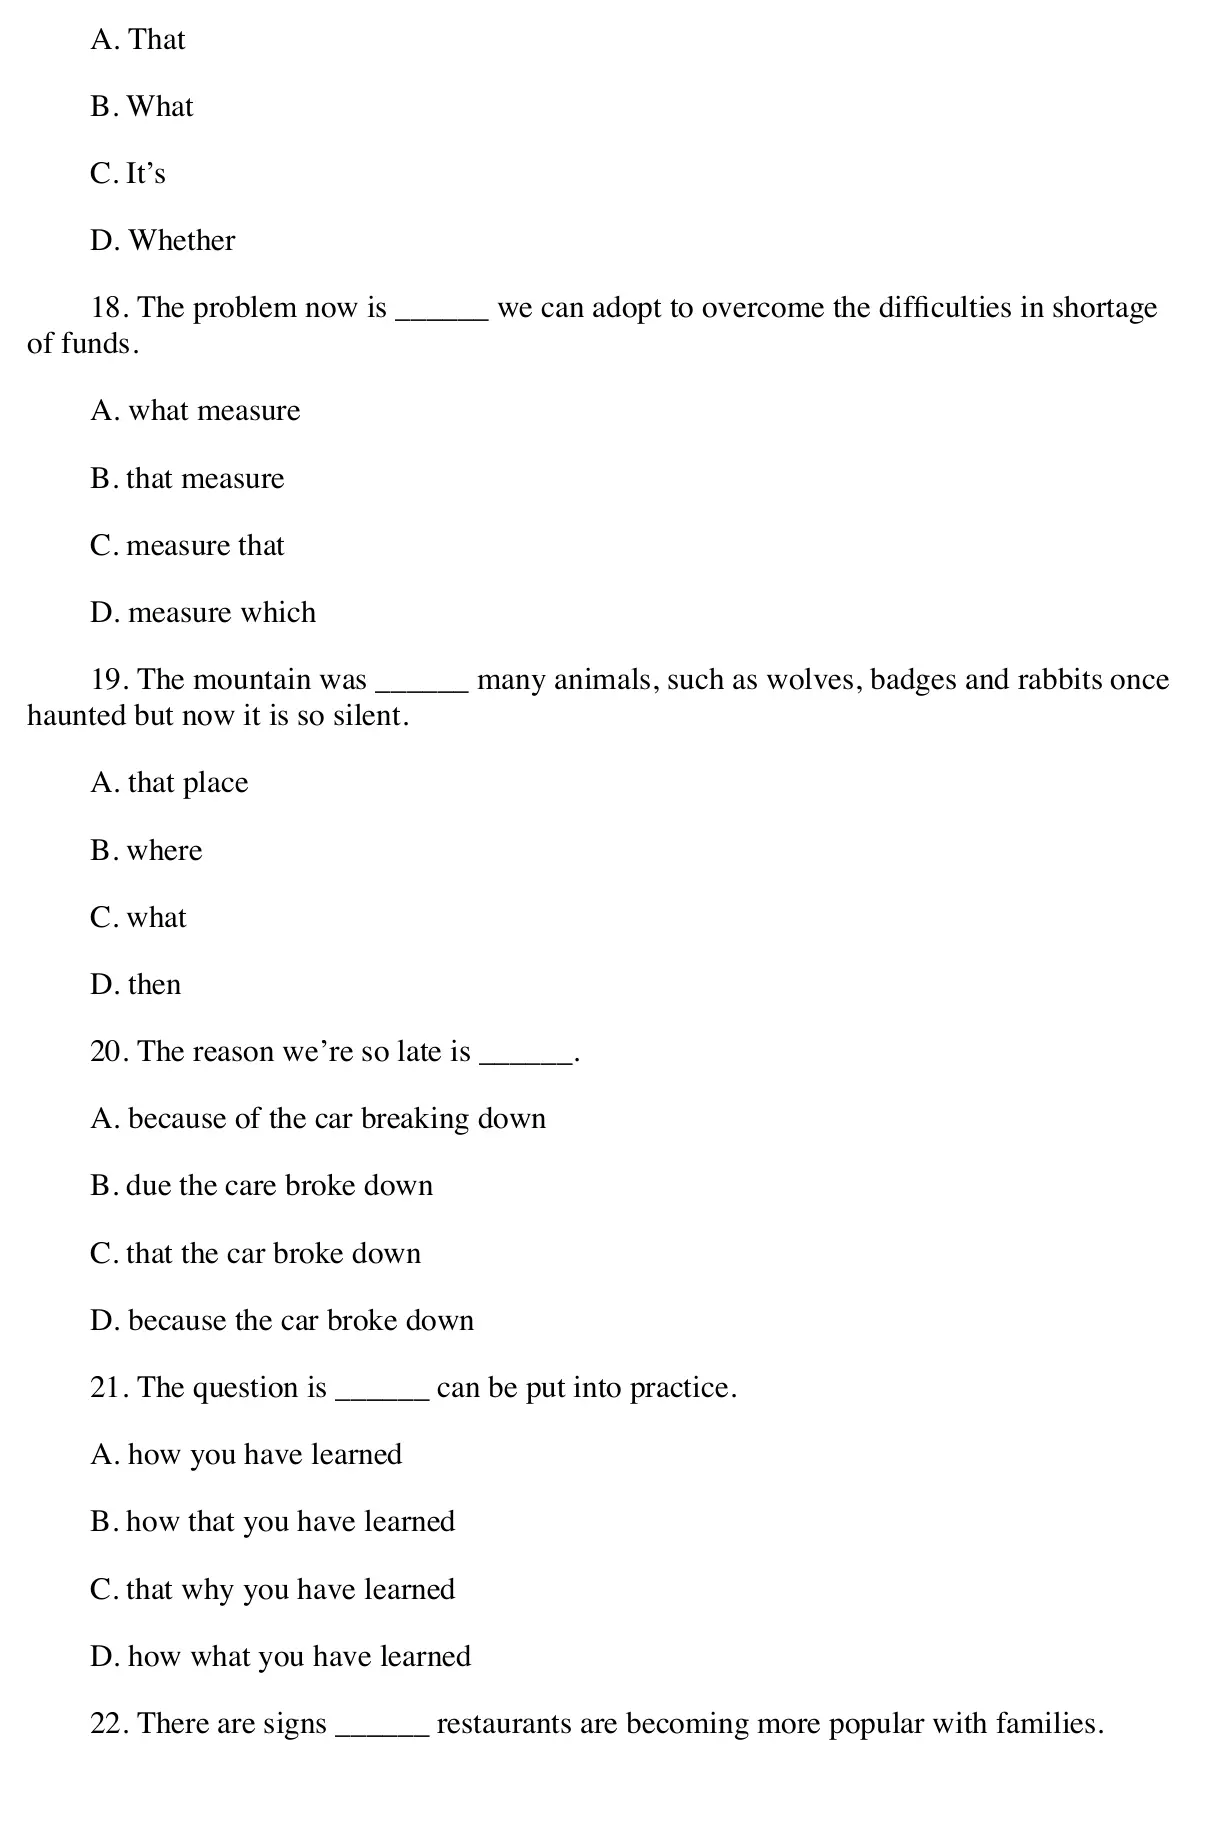 A. That
B. What
C. It’s
D. Whether
18. The problem now is ______ we can adopt to overcome the difficulties in shortage
of funds.
A. what measure
B. that measure
C. measure that
D. measure which
19. The mountain was ______ many animals, such as wolves, badges and rabbits once
haunted but now it is so silent.
A. that place
B. where
C. what
D. then
20. The reason we’re so late is ______.
A. because of the car breaking down
B. due the care broke down
C. that the car broke down
D. because the car broke down
21. The question is ______ can be put into practice.
A. how you have learned
B. how that you have learned
C. that why you have learned
D. how what you have learned
22. There are signs ______ restaurants are becoming more popular with families.